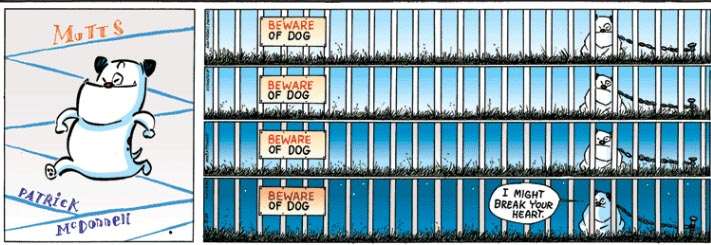 MUTTS
PATRICK
McDONNELL
BEWARE
OF DOG
BEWARE
OF DOG
BEWARE
OF DOG
BEWARE
OF DOG
I MIGHT
BREAK YOUR
HEART.